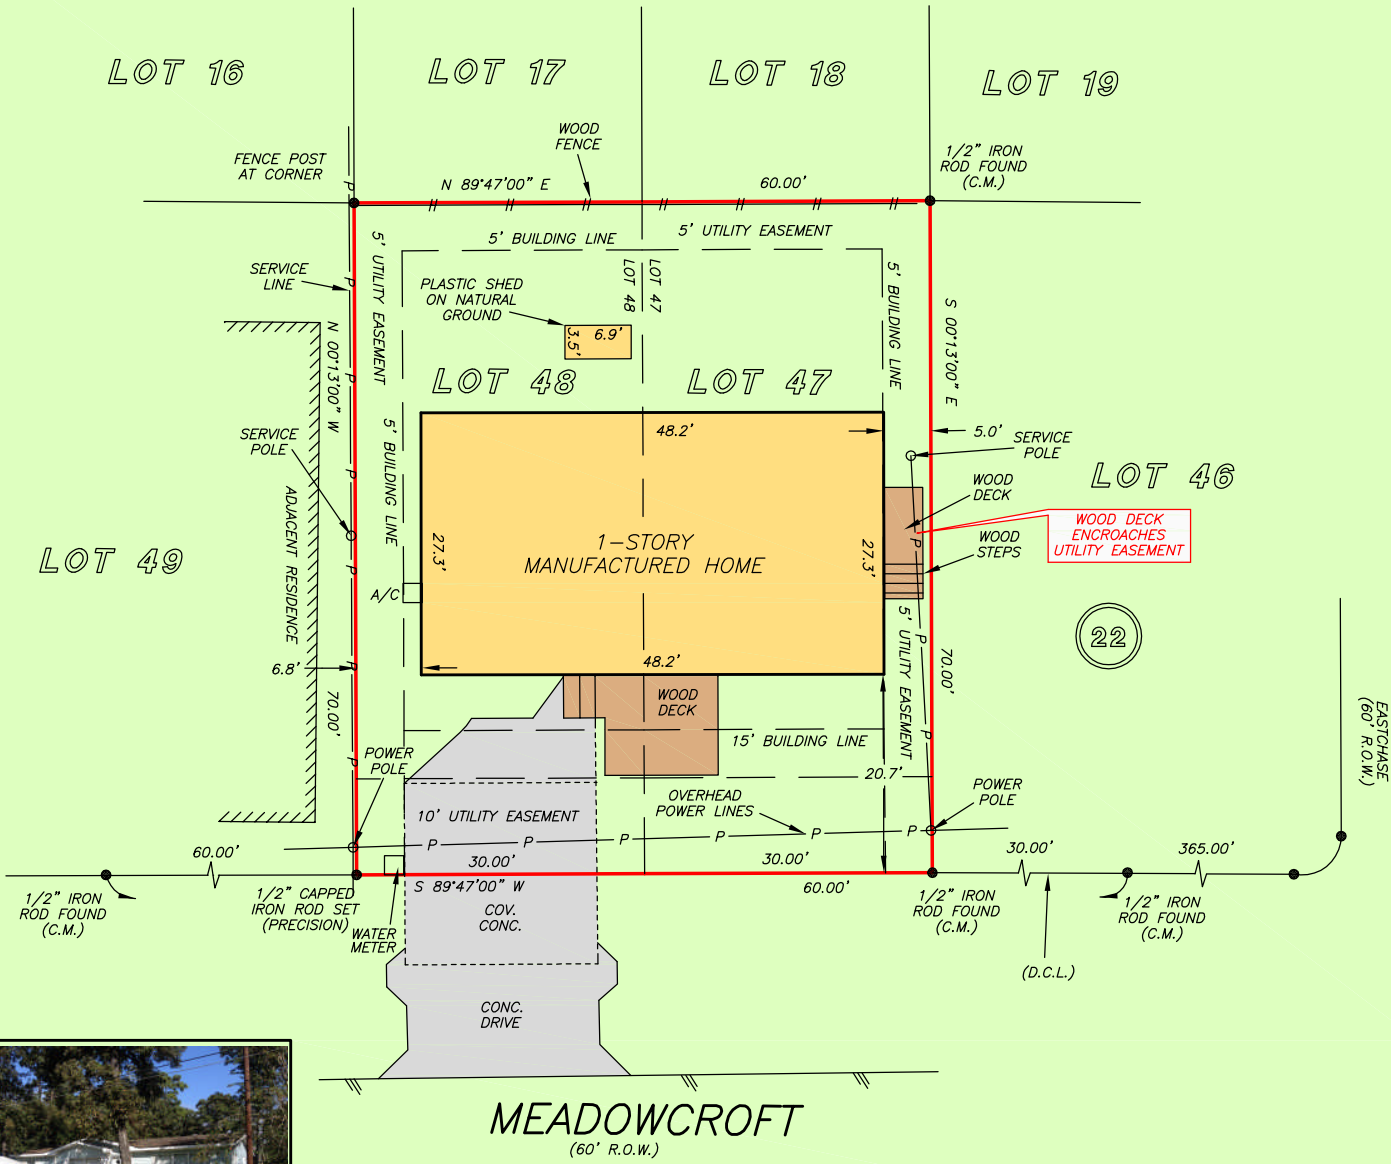 LOT 16
LOT 17
LOT 18
LOT 19
WOOD
FENCE
FENCE POST
AT CORNER
1/2" IRON
ROD FOUND
(C.M.)
N 89°47'00" E
60.00'
P
5' BUILDING LINE
5' UTILITY EASEMENT
5' UTILITY EASEMENT
LOT 48
LOT 47
5' BUILDING LINE
SERVICE
LINE
P
PLASTIC SHED
ON NATURAL
GROUND
3.5'
6.9'
N 00°13'00" W
S 00°13'00" E
P
LOT 48
LOT 47
5' BUILDING LINE
48.2'
5.0'
SERVICE
POLE
SERVICE
POLE
P
LOT 46
WOOD
DECK
ADJACENT RESIDENCE
WOOD DECK
ENCROACHES
UTILITY EASEMENT
WOOD
STEPS
P
LOT 49
27.3'
1-STORY
MANUFACTURED HOME
27.3'
P
A/C
5' UTILITY EASEMENT
P
22
6.8'
P
48.2'
70.00'
70.00'
WOOD
DECK
EASTCHASE
(60' R.O.W.)
15' BUILDING LINE
P
POWER
POLE
P
20.7'
POWER
POLE
OVERHEAD
POWER LINES
10' UTILITY EASEMENT
P P P P P P
60.00'
30.00'
30.00'
30.00'
365.00'
S 89°47'00" W
60.00'
1/2" IRON
ROD FOUND
(C.M.)
1/2" CAPPED
IRON ROD SET
(PRECISION)
WATER
METER
COV.
CONC.
1/2" IRON
ROD FOUND
(C.M.)
1/2" IRON
ROD FOUND
(C.M.)
(D.C.L.)
CONC.
DRIVE
MEADOWCROFT
(60' R.O.W.)